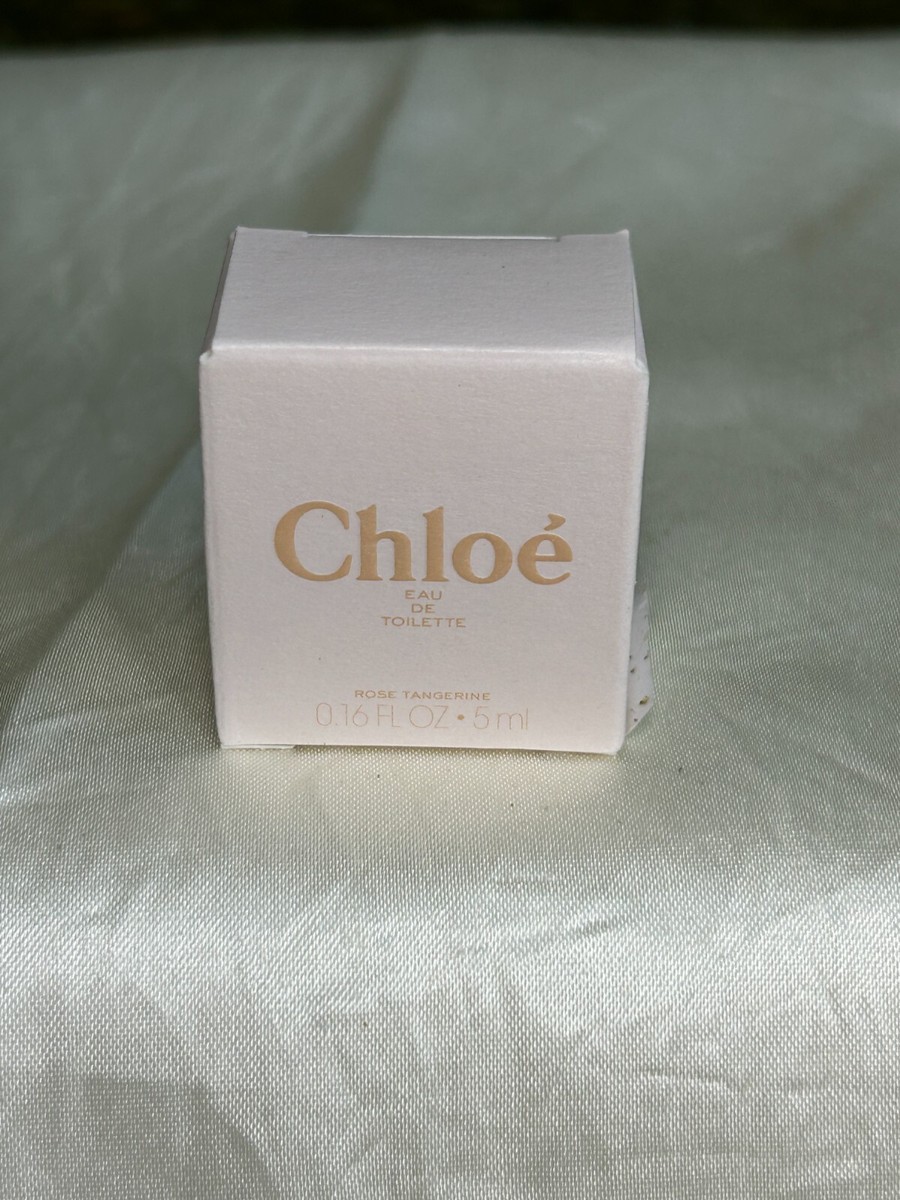 Chloé
EAU
DE
TOILETTE
ROSE TANGERINE
0.16 FL OZ • 5 ml